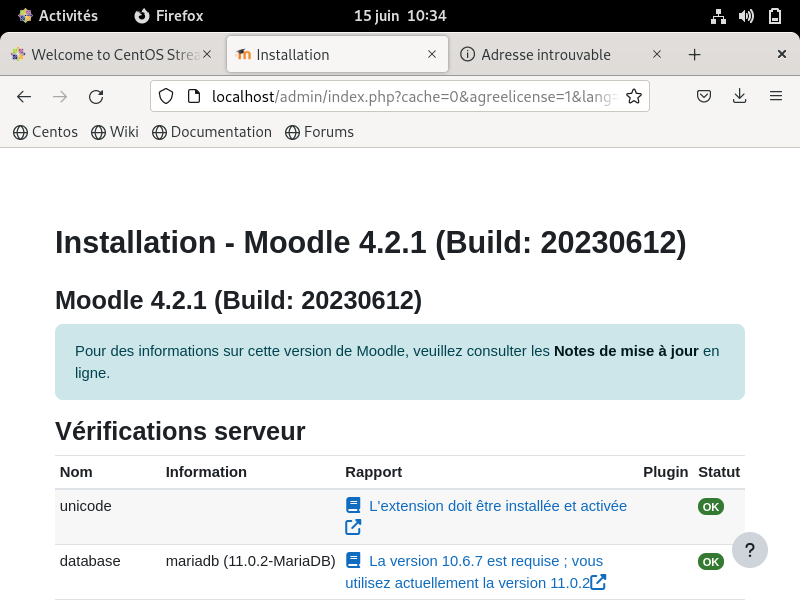 Activités Firefox 15 juin 10:34
Welcome to CentOS Strea Installation Adresse introuvable
localhost/admin/index.php?cache=0&agreelicense=1&lang=
Centos Wiki Documentation Forums
Installation - Moodle 4.2.1 (Build: 20230612)
Moodle 4.2.1 (Build: 20230612)
Pour des informations sur cette version de Moodle, veuillez consulter les Notes de mise à jour en
ligne.
Vérifications serveur
Nom Information Rapport Plugin Statut
unicode L'extension doit être installée et activée OK
database mariadb (11.0.2-MariaDB) La version 10.6.7 est requise ; vous OK
utilisez actuellement la version 11.0.2
?